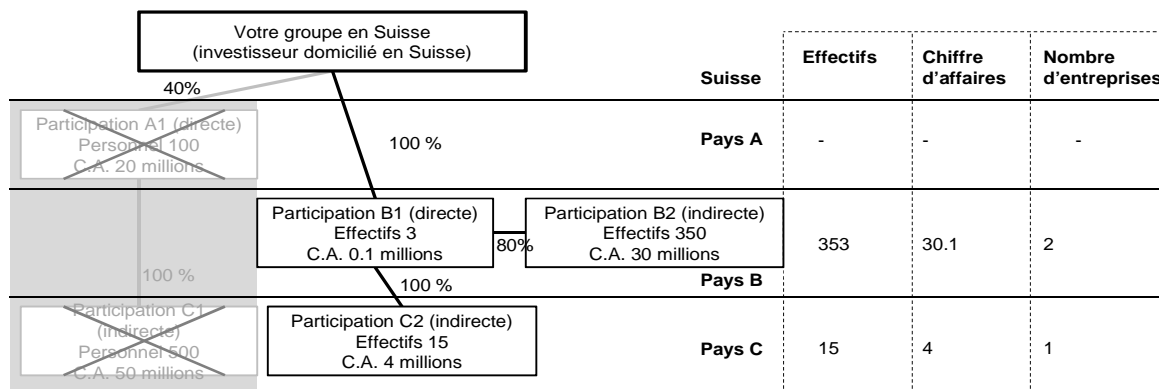 Votre groupe en Suisse
(investisseur domicilié en Suisse)
Effectifs
Chiffre
d'affaires
Nombre
d'entreprises
Suisse
40%
Participation A1 (directe)
Personnel 100
C.A. 20 millions
100 %
Pays A
-
-
-
Participation B1 (directe)
Effectifs 3
C.A. 0.1 millions
80%
Participation B2 (indirecte)
Effectifs 350
C.A. 30 millions
353
30.1
2
100 %
100 %
Pays B
Participation C1
(indirecte)
Personnel 500
C.A. 50 millions
Participation C2 (indirecte)
Effectifs 15
C.A. 4 millions
Pays C
15
4
1